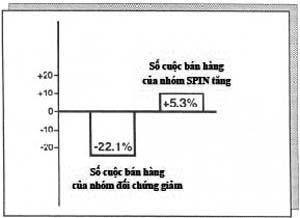 Số cuộc bán hàng
của nhóm SPIN tăng
+20
+10
+5.3%
0
-10
-20
-22.1%
Số cuộc bán hàng
của nhóm đối chứng giảm